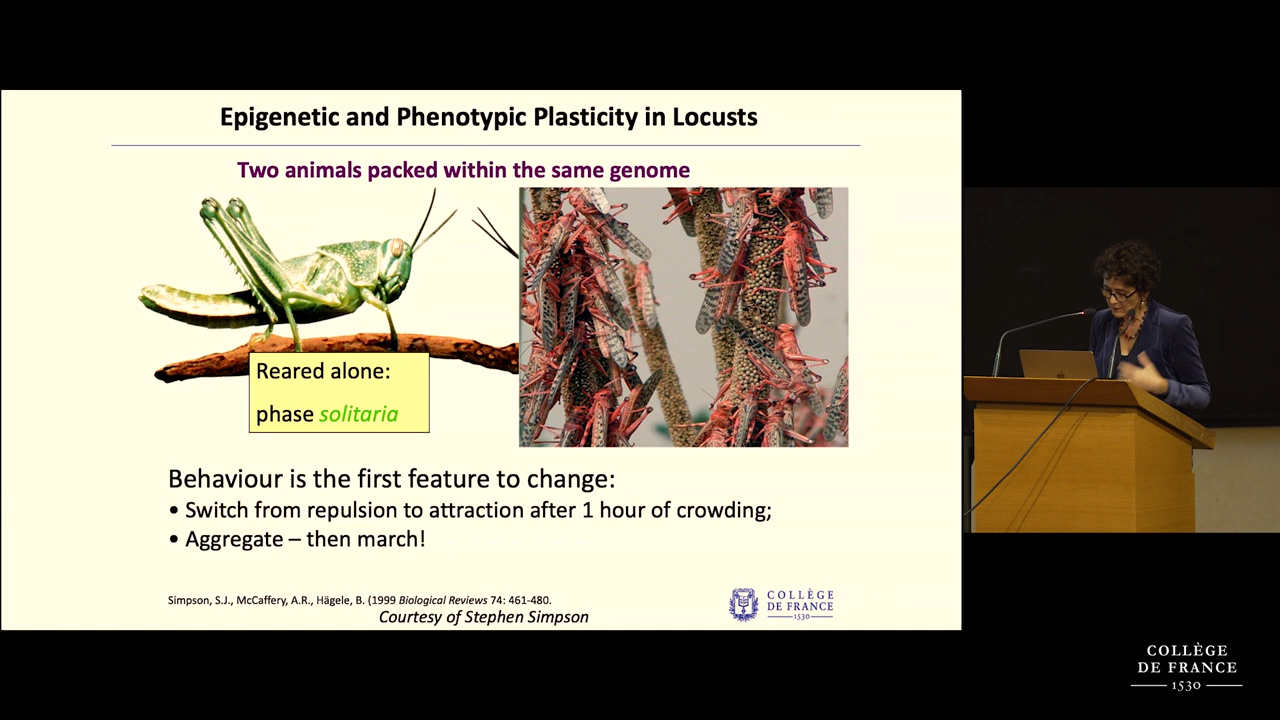 Epigenetic and Phenotypic Plasticity in Locusts
Two animals packed within the same genome
Reared alone:
phase solitaria
Behaviour is the first feature to change:
• Switch from repulsion to attraction after 1 hour of crowding;
• Aggregate – then march!
Simpson, S.J., McCaffery, A.R., Hägele, B. (1999 Biological Reviews 74: 461-480.
Courtesy of Stephen Simpson
COLLÈGE
DE FRANCE
1530
COLLÈGE
DE FRANCE
1530